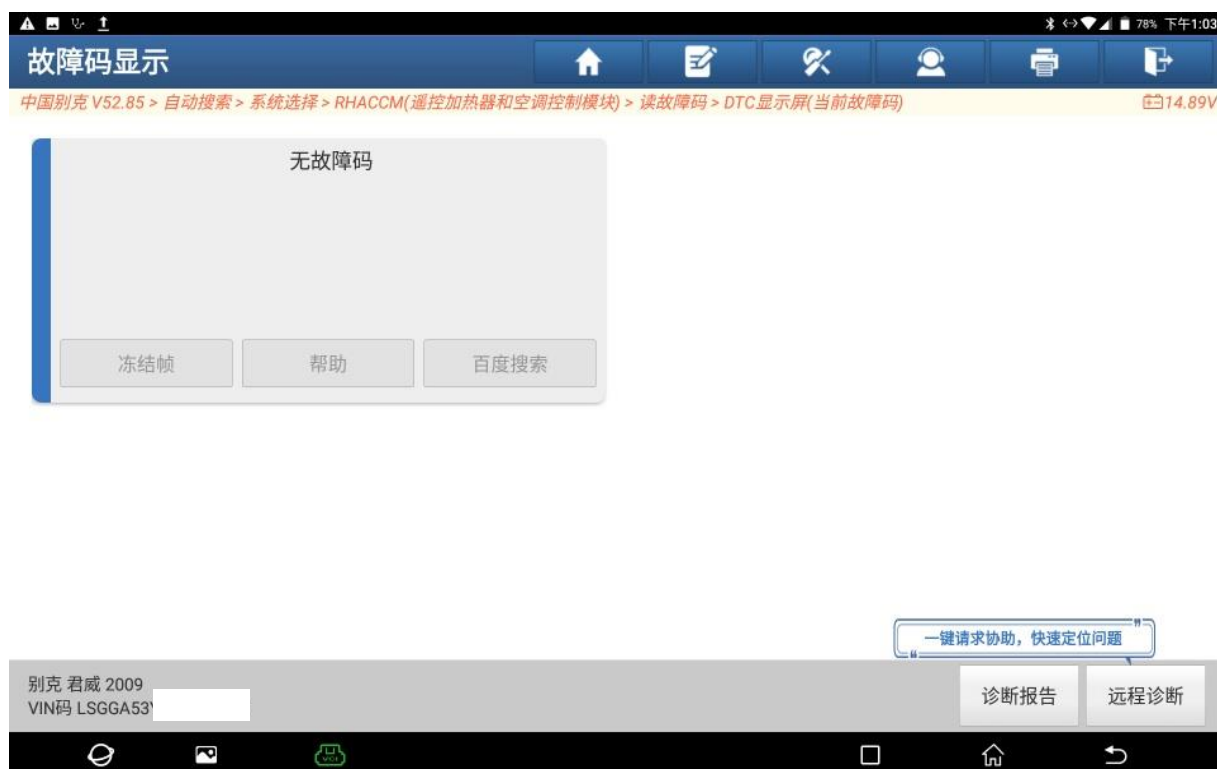 78% 下午1:03
故障码显示
中国别克 V52.85 > 自动搜索 > 系统选择 > RHACCM(遥控加热器和空调控制模块) > 读故障码 > DTC显示屏(当前故障码) 14.89V
无故障码
冻结帧 帮助 百度搜索
一键请求协助，快速定位问题
别克 君威 2009
VIN码 LSGGA53Y
诊断报告 远程诊断
VCI